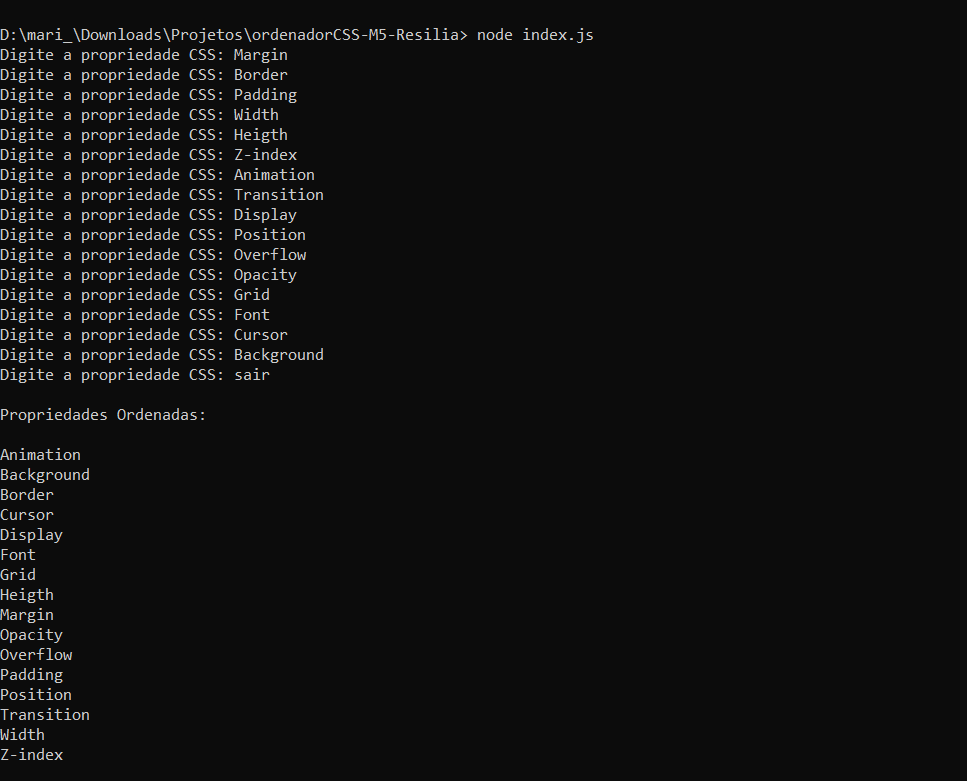 D:\mari_\Downloads\Projetos\ordenadorCSS-M5-Resilia> node index.js
Digite a propriedade CSS: Margin
Digite a propriedade CSS: Border
Digite a propriedade CSS: Padding
Digite a propriedade CSS: Width
Digite a propriedade CSS: Heigth
Digite a propriedade CSS: Z-index
Digite a propriedade CSS: Animation
Digite a propriedade CSS: Transition
Digite a propriedade CSS: Display
Digite a propriedade CSS: Position
Digite a propriedade CSS: Overflow
Digite a propriedade CSS: Opacity
Digite a propriedade CSS: Grid
Digite a propriedade CSS: Font
Digite a propriedade CSS: Cursor
Digite a propriedade CSS: Background
Digite a propriedade CSS: sair
Propriedades Ordenadas:
Animation
Background
Border
Cursor
Display
Font
Grid
Heigth
Margin
Opacity
Overflow
Padding
Position
Transition
Width
Z-index